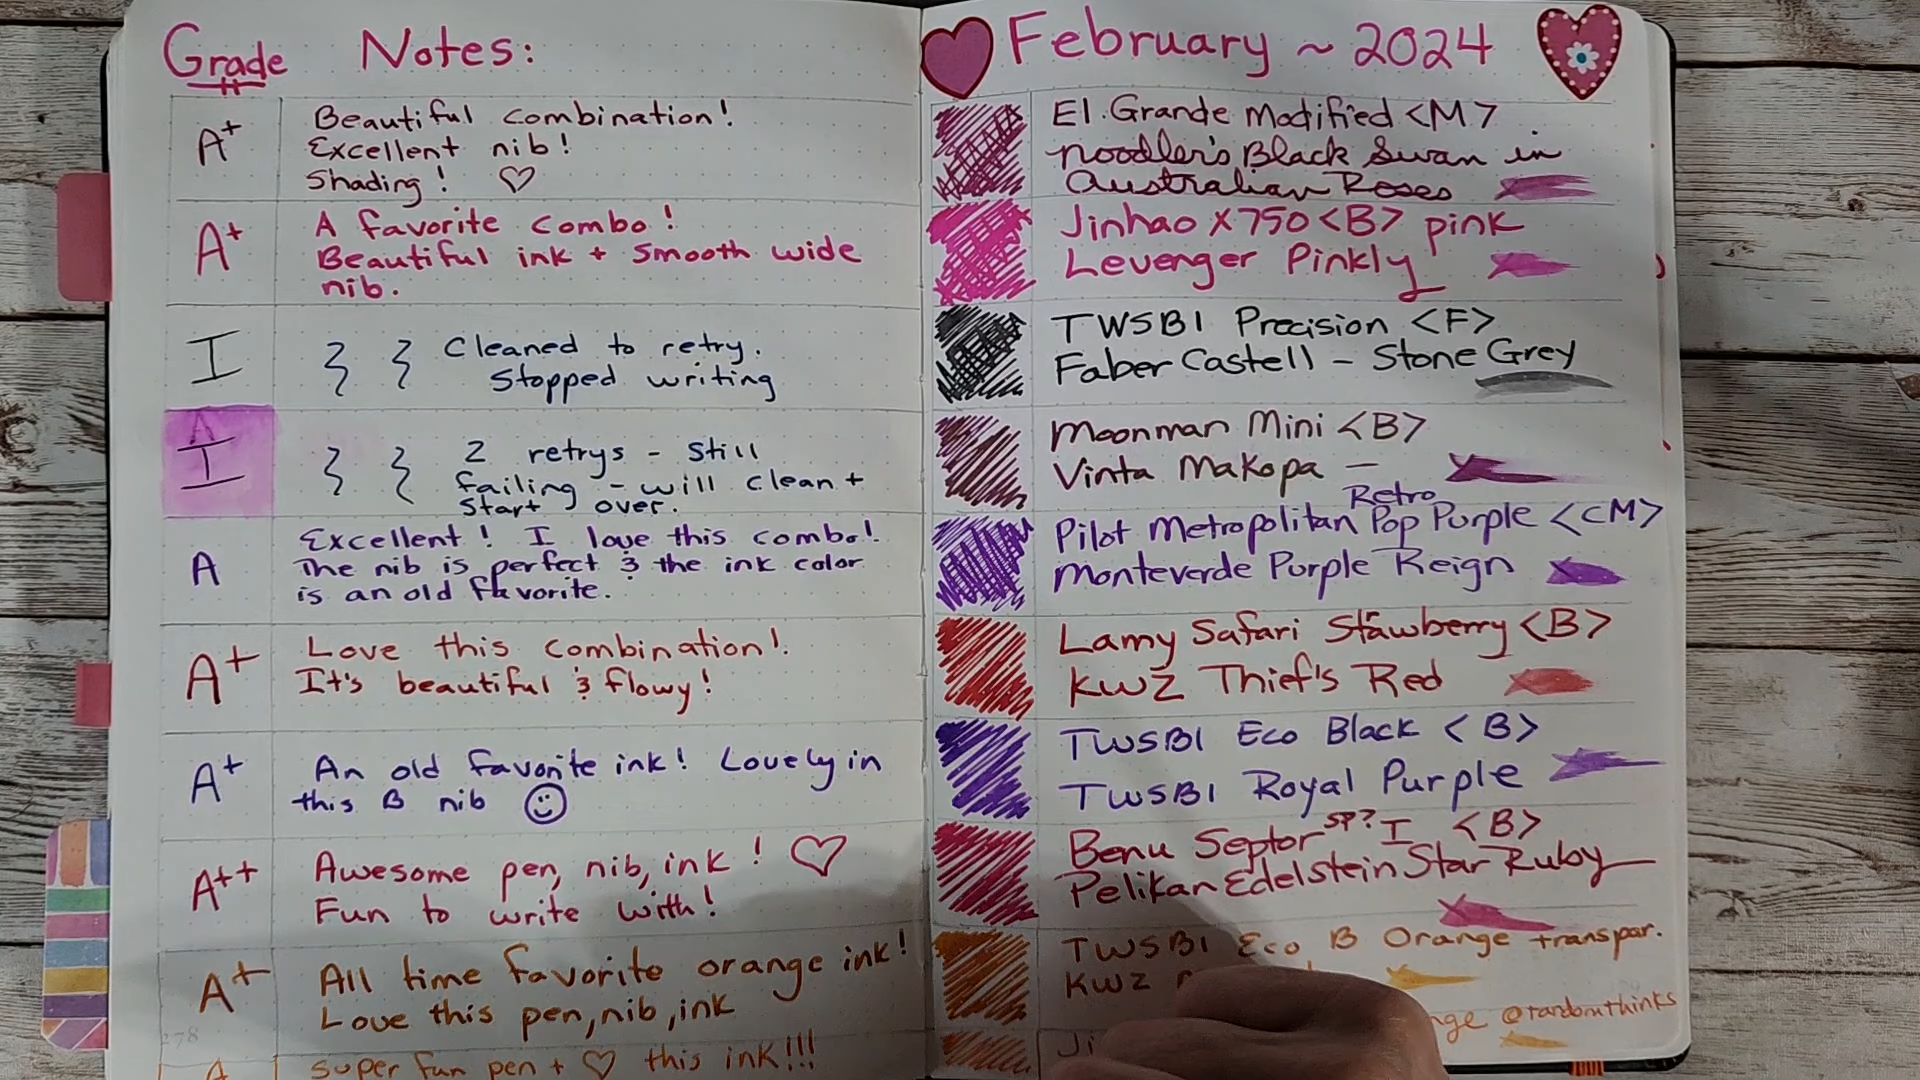 Grade Notes:
A+
Beautiful combination!
Excellent nib!
Shading! ♡
A+
A favorite combo!
Beautiful ink + smooth wide
nib.
I
Cleaned to retry.
Stopped writing
A
I
2 retrys - still
failing - will clean +
start over.
A
Excellent! I love this combo!
The nib is perfect & the ink color
is an old favorite.
A+
Love this combination!
It's beautiful & flowy!
A+
An old favorite ink! Lovely in
this B nib ☺
A++
Awesome pen, nib, ink! ♡
Fun to write with!
A+
All time favorite orange ink!
Love this pen, nib, ink
278
A
super fun pen + ♡ this ink!!!
February ~ 2024
El Grande Modified <M>
Noodler's Black Swan in
Australian Roses
Jinhao X750 <B> pink
Levenger Pinkly
TWSBI Precision <F>
Faber Castell - Stone Grey
Moonman Mini <B>
Vinta Makopa -
Retro
Pilot Metropolitan Pop Purple <CM>
Monteverde Purple Reign
Lamy Safari Stawberry <B>
KWZ Thief's Red
TWSBI Eco Black <B>
TWSBI Royal Purple
Benu Septor SP? I <B>
Pelikan Edelstein Star Ruby
TWSBI Eco B Orange transpar.
KWZ
@tandomthinks
Ji